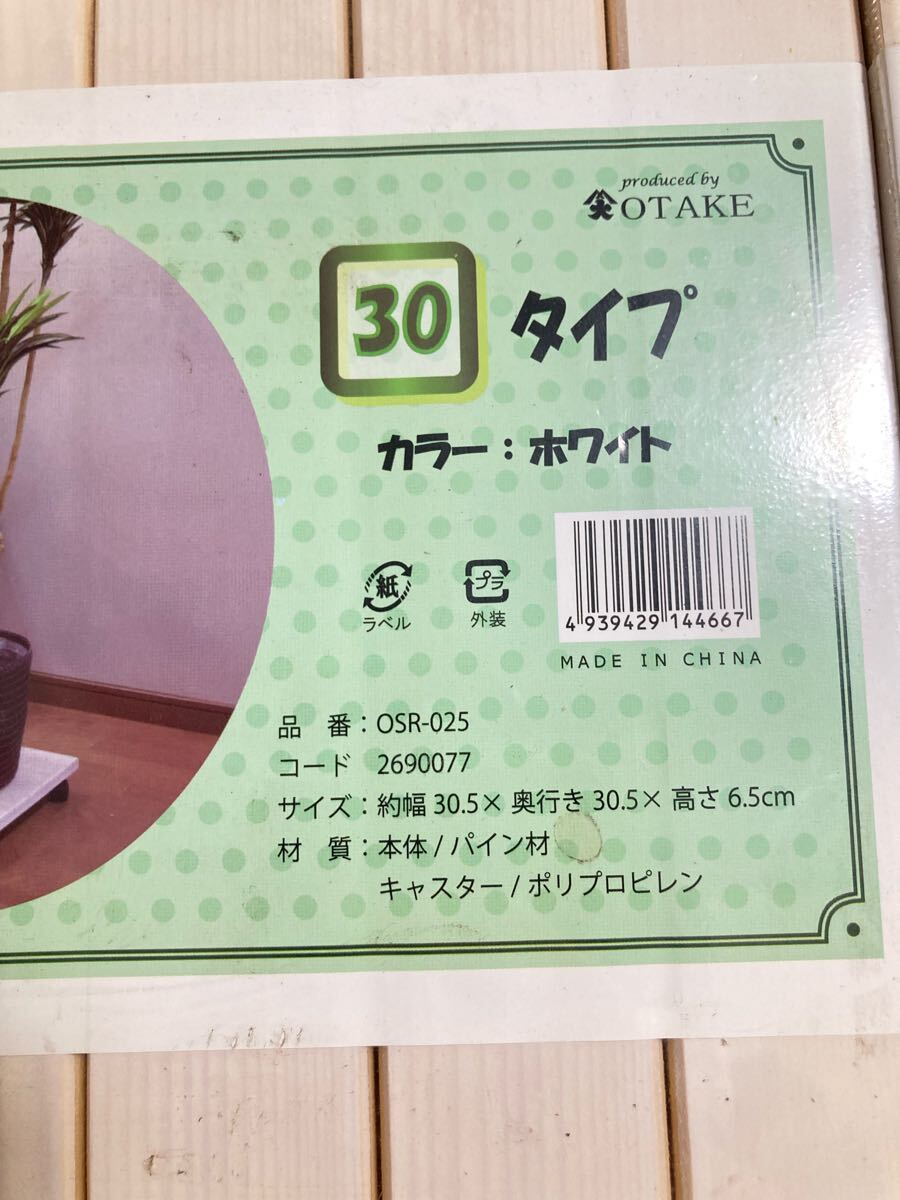 produced by
OTAKE
30 タイプ
カラー：ホワイト
紙
ラベル
プラ
外装
4 939429 144667
MADE IN CHINA
品 番：OSR-025
コード 2690077
サイズ：約幅 30.5× 奥行き 30.5× 高さ 6.5cm
材 質：本体 / パイン材
キャスター / ポリプロピレン